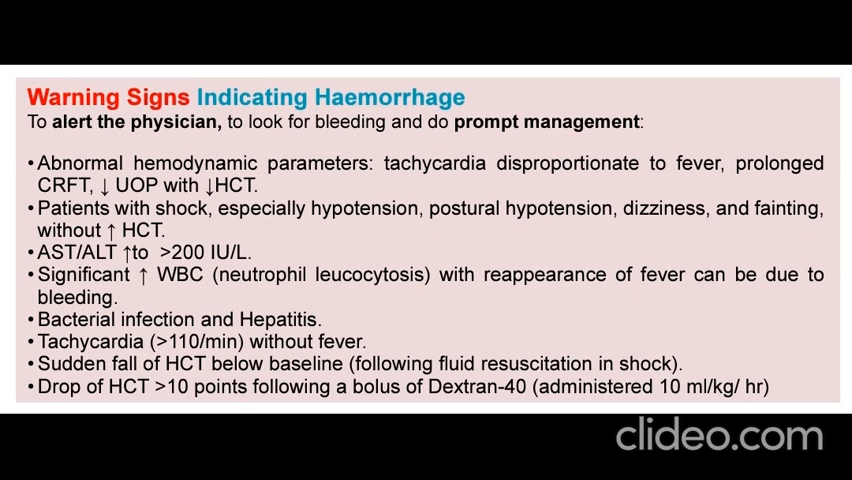 Warning Signs Indicating Haemorrhage
To alert the physician, to look for bleeding and do prompt management:
• Abnormal hemodynamic parameters: tachycardia disproportionate to fever, prolonged
CRFT, ↓ UOP with ↓HCT.
• Patients with shock, especially hypotension, postural hypotension, dizziness, and fainting,
without ↑ HCT.
• AST/ALT ↑to >200 IU/L.
• Significant ↑ WBC (neutrophil leucocytosis) with reappearance of fever can be due to
bleeding.
• Bacterial infection and Hepatitis.
• Tachycardia (>110/min) without fever.
• Sudden fall of HCT below baseline (following fluid resuscitation in shock).
• Drop of HCT >10 points following a bolus of Dextran-40 (administered 10 ml/kg/ hr)
clideo.com